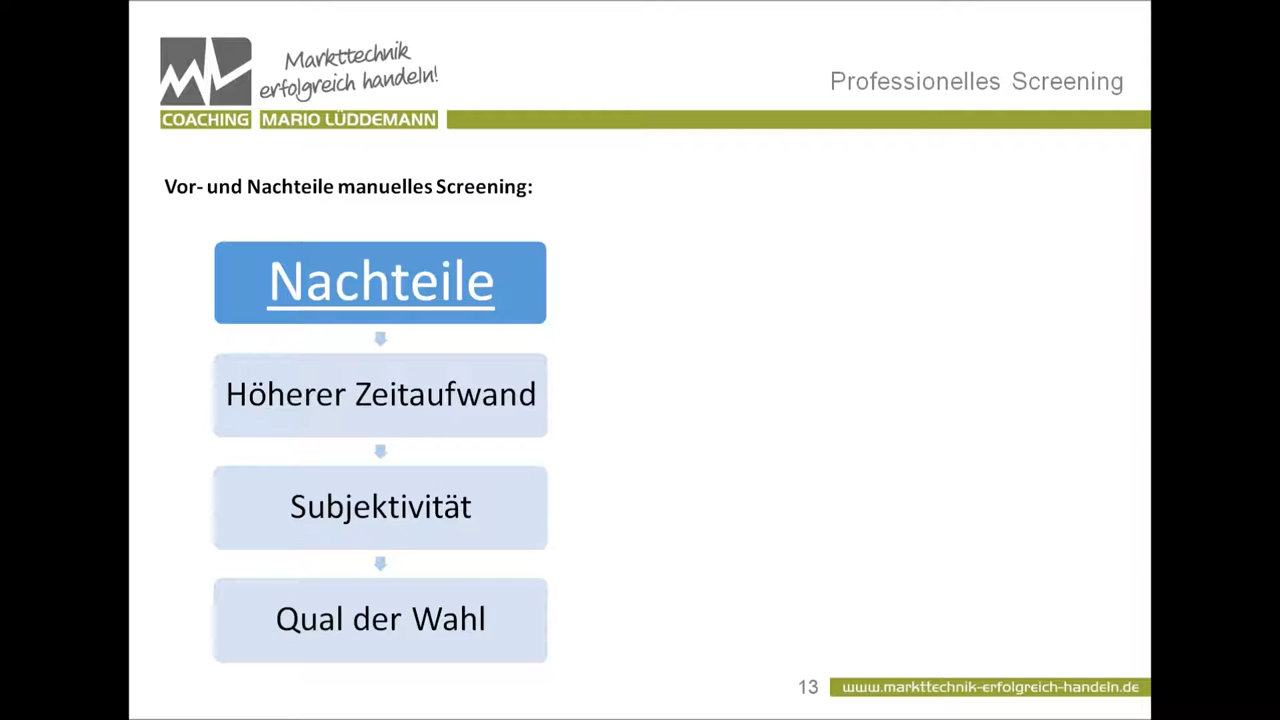 Markttechnik
erfolgreich handeln!
COACHING MARIO LÜDDEMANN
Professionelles Screening
Vor- und Nachteile manuelles Screening:
Nachteile
Höherer Zeitaufwand
Subjektivität
Qual der Wahl
13 www.markttechnik-erfolgreich-handeln.de